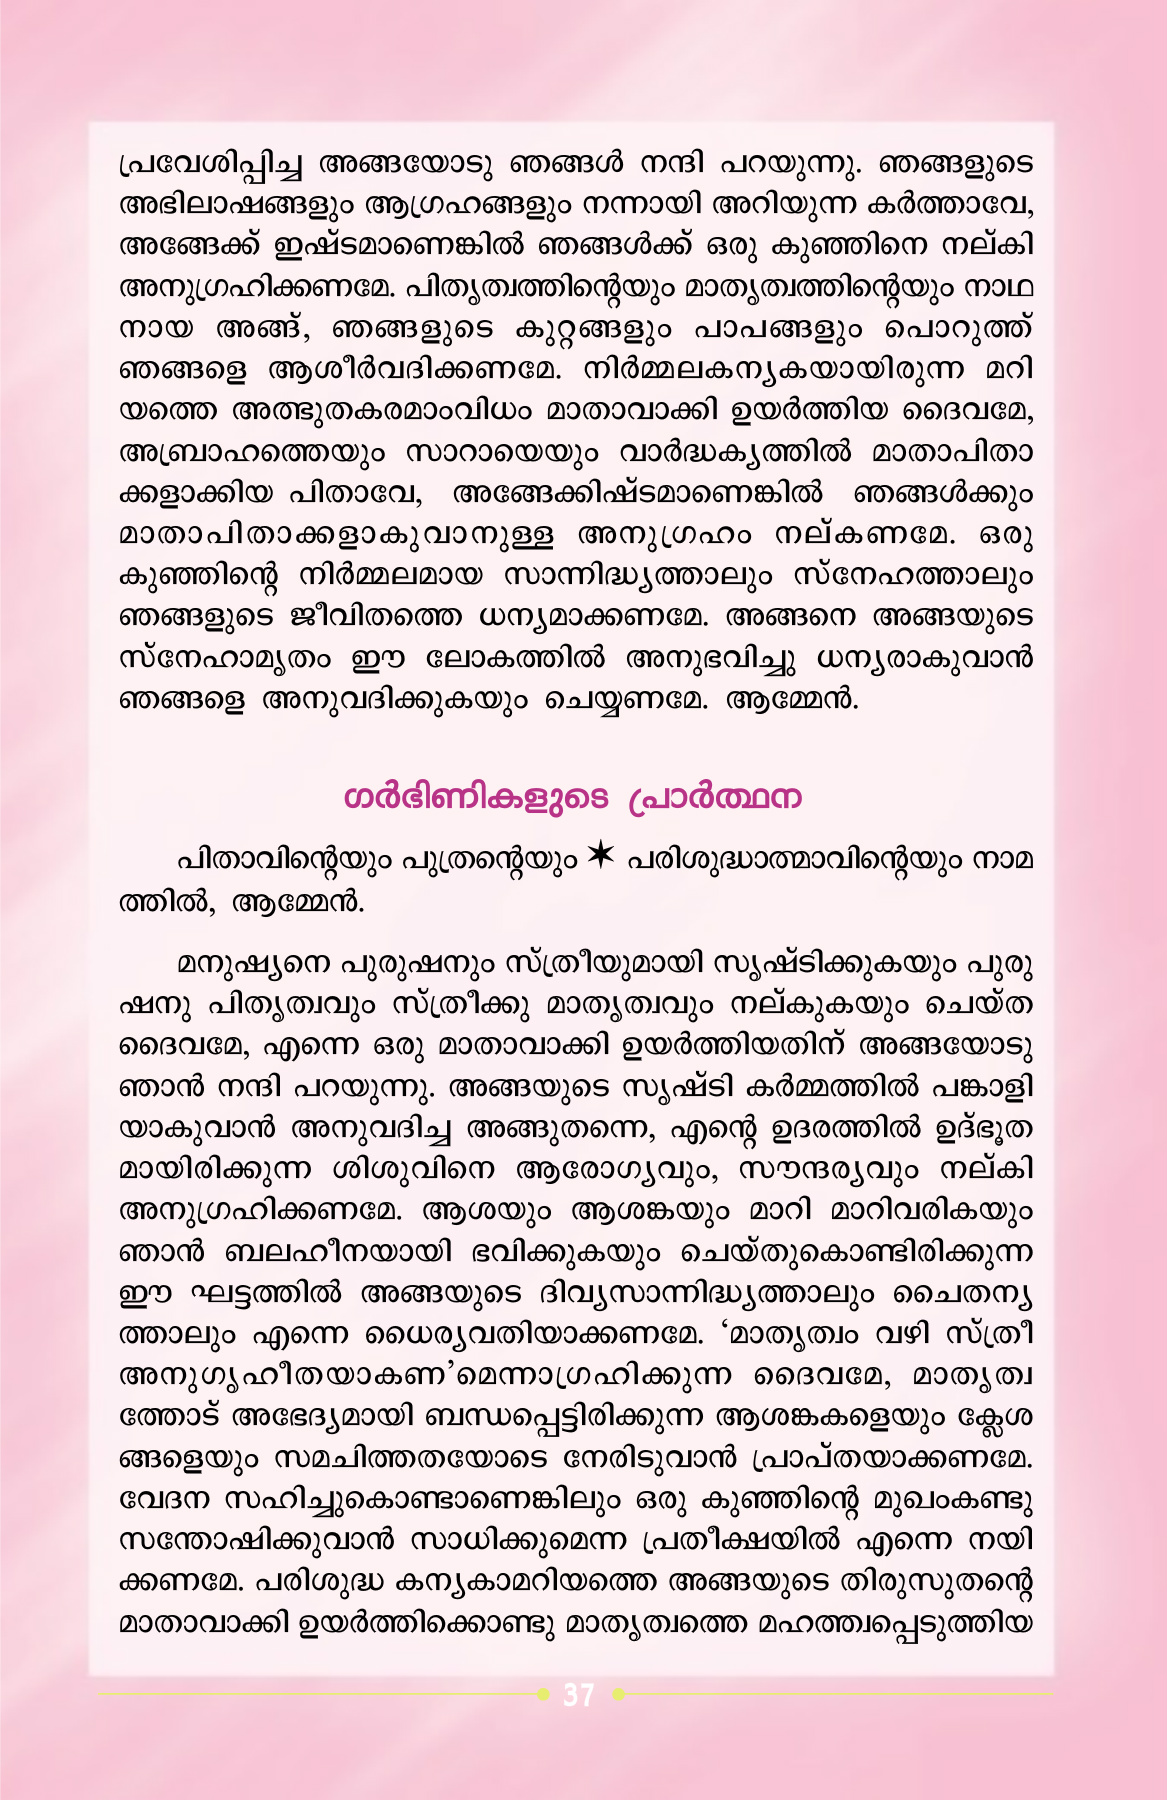 പ്രവേശിപ്പിച്ച അങ്ങയോടു ഞങ്ങൾ നന്ദി പറയുന്നു. ഞങ്ങളുടെ
അഭിലാഷങ്ങളും ആഗ്രഹങ്ങളും നന്നായി അറിയുന്ന കർത്താവേ,
അങ്ങേക്ക് ഇഷ്ടമാണെങ്കിൽ ഞങ്ങൾക്ക് ഒരു കുഞ്ഞിനെ നല്കി
അനുഗ്രഹിക്കണമേ. പിതൃത്വത്തിന്റെയും മാതൃത്വത്തിന്റെയും നാഥ
നായ അങ്ങ്, ഞങ്ങളുടെ കുറ്റങ്ങളും പാപങ്ങളും പൊറുത്ത്
ഞങ്ങളെ ആശീർവദിക്കണമേ. നിർമ്മലകന്യകയായിരുന്ന മറി
യത്തെ അത്ഭുതകരമാംവിധം മാതാവാക്കി ഉയർത്തിയ ദൈവമേ,
അബ്രാഹത്തെയും സാറായെയും വാർദ്ധക്യത്തിൽ മാതാപിതാ
ക്കളാക്കിയ പിതാവേ, അങ്ങേക്കിഷ്ടമാണെങ്കിൽ ഞങ്ങൾക്കും
മാതാപിതാക്കളാകുവാനുള്ള അനുഗ്രഹം നല്കണമേ. ഒരു
കുഞ്ഞിന്റെ നിർമ്മലമായ സാന്നിദ്ധ്യത്താലും സ്നേഹത്താലും
ഞങ്ങളുടെ ജീവിതത്തെ ധന്യമാക്കണമേ. അങ്ങനെ അങ്ങയുടെ
സ്നേഹാമൃതം ഈ ലോകത്തിൽ അനുഭവിച്ചു ധന്യരാകുവാൻ
ഞങ്ങളെ അനുവദിക്കുകയും ചെയ്യണമേ. ആമ്മേൻ.
ഗർഭിണികളുടെ പ്രാർത്ഥന
പിതാവിന്റെയും പുത്രന്റെയും ✶ പരിശുദ്ധാത്മാവിന്റെയും നാമ
ത്തിൽ, ആമ്മേൻ.
മനുഷ്യനെ പുരുഷനും സ്ത്രീയുമായി സൃഷ്ടിക്കുകയും പുരു
ഷനു പിതൃത്വവും സ്ത്രീക്കു മാതൃത്വവും നല്കുകയും ചെയ്ത
ദൈവമേ, എന്നെ ഒരു മാതാവാക്കി ഉയർത്തിയതിന് അങ്ങയോടു
ഞാൻ നന്ദി പറയുന്നു. അങ്ങയുടെ സൃഷ്ടി കർമ്മത്തിൽ പങ്കാളി
യാകുവാൻ അനുവദിച്ച അങ്ങുതന്നെ, എന്റെ ഉദരത്തിൽ ഉദ്ഭൂത
മായിരിക്കുന്ന ശിശുവിനെ ആരോഗ്യവും, സൗന്ദര്യവും നല്കി
അനുഗ്രഹിക്കണമേ. ആശയും ആശങ്കയും മാറി മാറിവരികയും
ഞാൻ ബലഹീനയായി ഭവിക്കുകയും ചെയ്തുകൊണ്ടിരിക്കുന്ന
ഈ ഘട്ടത്തിൽ അങ്ങയുടെ ദിവ്യസാന്നിദ്ധ്യത്താലും ചൈതന്യ
ത്താലും എന്നെ ധൈര്യവതിയാക്കണമേ. ‘മാതൃത്വം വഴി സ്ത്രീ
അനുഗൃഹീതയാകണ’മെന്നാഗ്രഹിക്കുന്ന ദൈവമേ, മാതൃത്വ
ത്തോട് അഭേദ്യമായി ബന്ധപ്പെട്ടിരിക്കുന്ന ആശങ്കകളെയും ക്ലേശ
ങ്ങളെയും സമചിത്തതയോടെ നേരിടുവാൻ പ്രാപ്തയാക്കണമേ.
വേദന സഹിച്ചുകൊണ്ടാണെങ്കിലും ഒരു കുഞ്ഞിന്റെ മുഖംകണ്ടു
സന്തോഷിക്കുവാൻ സാധിക്കുമെന്ന പ്രതീക്ഷയിൽ എന്നെ നയി
ക്കണമേ. പരിശുദ്ധ കന്യകാമറിയത്തെ അങ്ങയുടെ തിരുസുതന്റെ
മാതാവാക്കി ഉയർത്തിക്കൊണ്ടു മാതൃത്വത്തെ മഹത്ത്വപ്പെടുത്തിയ
37